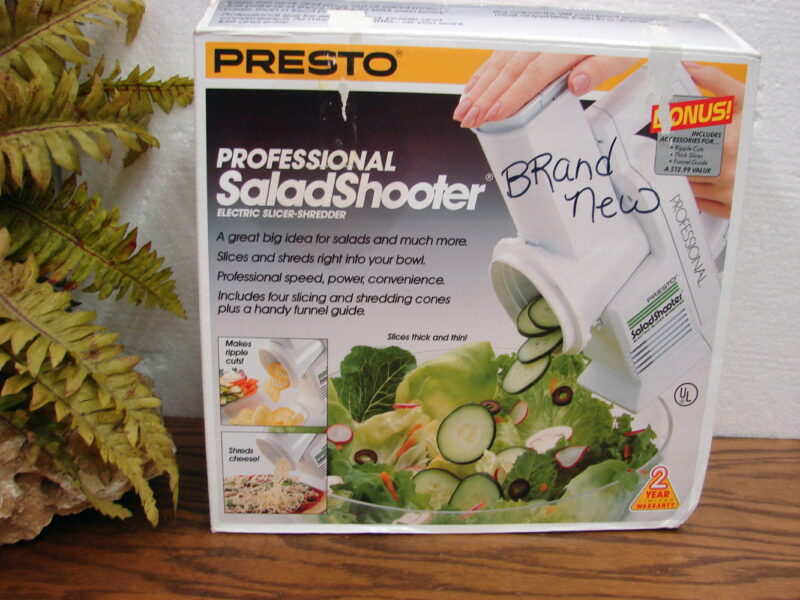 PRESTO®
PROFESSIONAL
SaladShooter®
ELECTRIC SLICER-SHREDDER
A great big idea for salads and much more.
Slices and shreds right into your bowl.
Professional speed, power, convenience.
Includes four slicing and shredding cones
plus a handy funnel guide.
BRand
new
BONUS!
INCLUDES
ACCESSORIES FOR...
• Ripple Cuts
• Thick Slices
• Funnel Guide
A $12.99 VALUE
PROFESSIONAL
PRESTO®
SaladShooter
Slices thick and thin!
Makes
ripple
cuts!
Shreds
cheese!
UL
2
YEAR
WARRANTY